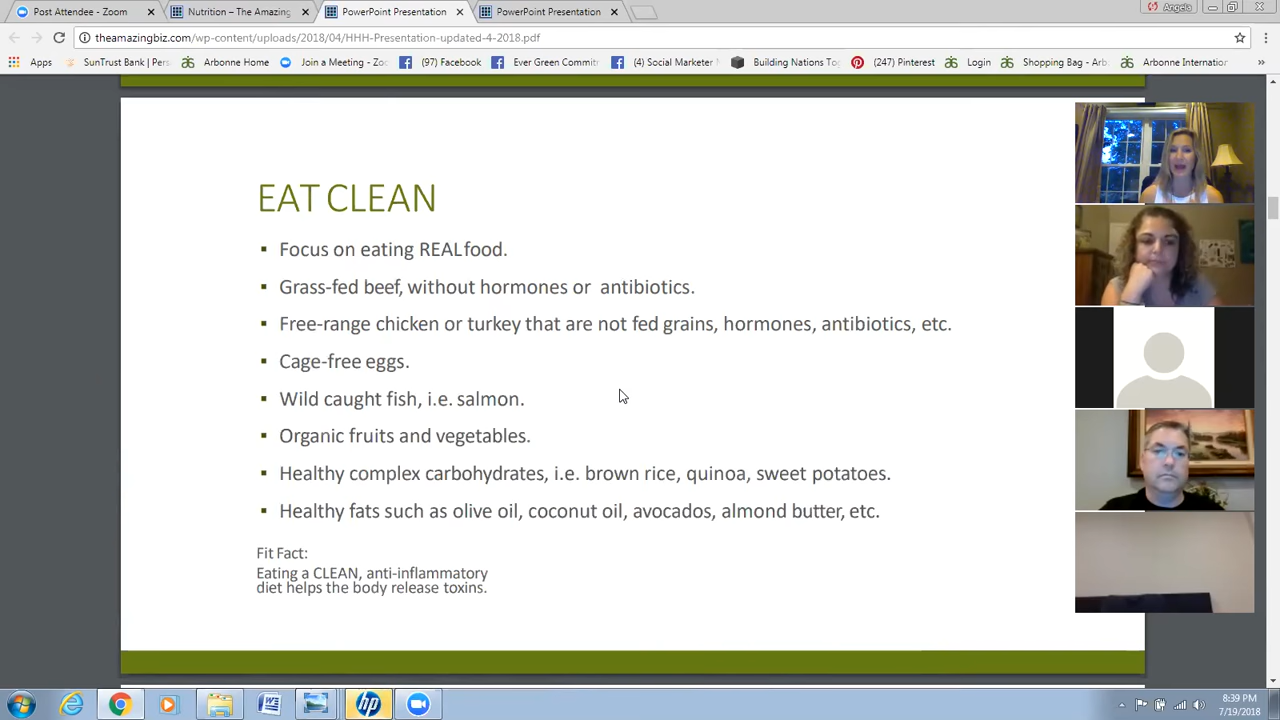 Post Attendee - Zoom
Nutrition – The Amazing
PowerPoint Presentation
PowerPoint Presentation
Angela
theamazingbiz.com/wp-content/uploads/2018/04/HHH-Presentation-updated-4-2018.pdf
Apps
SunTrust Bank | Pers
Arbonne Home
Join a Meeting - Zoo
(97) Facebook
Ever Green Commit
(4) Social Marketer
Building Nations To
(247) Pinterest
Login
Shopping Bag - Arb
Arbonne Internatio
EAT CLEAN
▪ Focus on eating REAL food.
▪ Grass-fed beef, without hormones or antibiotics.
▪ Free-range chicken or turkey that are not fed grains, hormones, antibiotics, etc.
▪ Cage-free eggs.
▪ Wild caught fish, i.e. salmon.
▪ Organic fruits and vegetables.
▪ Healthy complex carbohydrates, i.e. brown rice, quinoa, sweet potatoes.
▪ Healthy fats such as olive oil, coconut oil, avocados, almond butter, etc.
Fit Fact:
Eating a CLEAN, anti-inflammatory
diet helps the body release toxins.
8:39 PM
7/19/2018